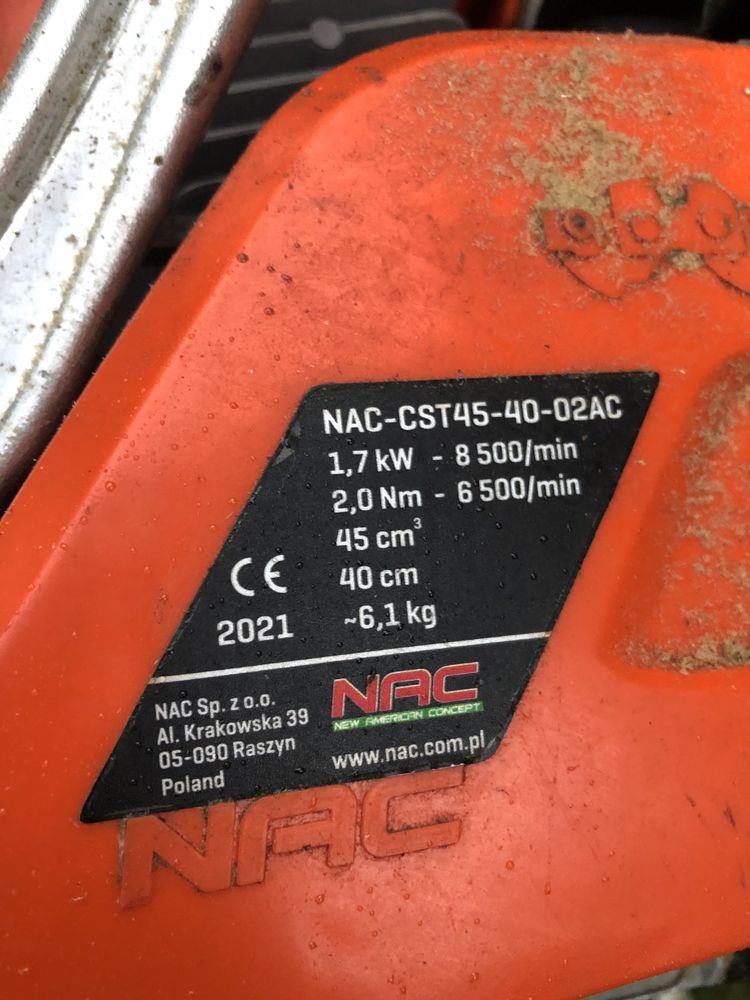 NAC-CST45-40-02AC
1,7 kW - 8 500/min
2,0 Nm - 6 500/min
45 cm³
40 cm
~6,1 kg
CE
2021
NAC Sp. z o.o.
Al. Krakowska 39
05-090 Raszyn
Poland
NAC
NEW AMERICAN CONCEPT
www.nac.com.pl
NAC